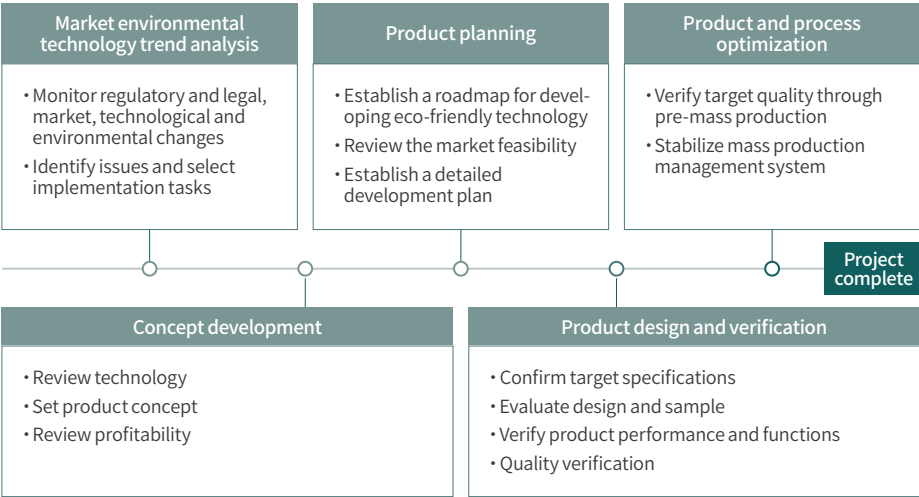 Market environmental
technology trend analysis
• Monitor regulatory and legal,
market, technological and
environmental changes
• Identify issues and select
implementation tasks
Product planning
• Establish a roadmap for devel-
oping eco-friendly technology
• Review the market feasibility
• Establish a detailed
development plan
Product and process
optimization
• Verify target quality through
pre-mass production
• Stabilize mass production
management system
Project
complete
Concept development
• Review technology
• Set product concept
• Review profitability
Product design and verification
• Confirm target specifications
• Evaluate design and sample
• Verify product performance and functions
• Quality verification